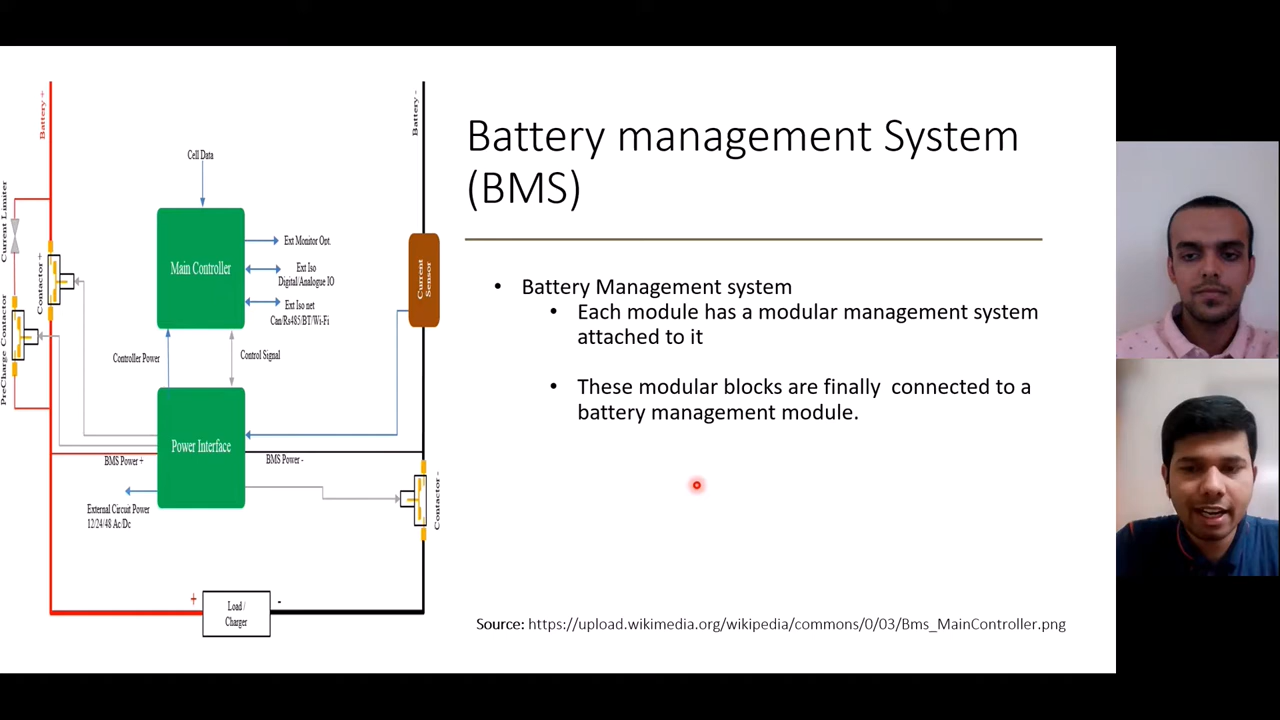 Battery management System
(BMS)
• Battery Management system
• Each module has a modular management system
attached to it
• These modular blocks are finally connected to a
battery management module.
Source: https://upload.wikimedia.org/wikipedia/commons/0/03/Bms_MainController.png
Battery +
Battery -
Cell Data
Current Limiter
Contactor +
PreCharge Contactor
Main Controller
Ext Monitor Opt.
Ext Iso
Digital/Analogue IO
Ext Iso net
Can/Rs485/BT/Wi-Fi
Current
Sensor
Controller Power
Control Signal
Power Interface
BMS Power +
BMS Power -
External Circuit Power
12/24/48 Ac/Dc
Contactor -
+
-
Load /
Charger